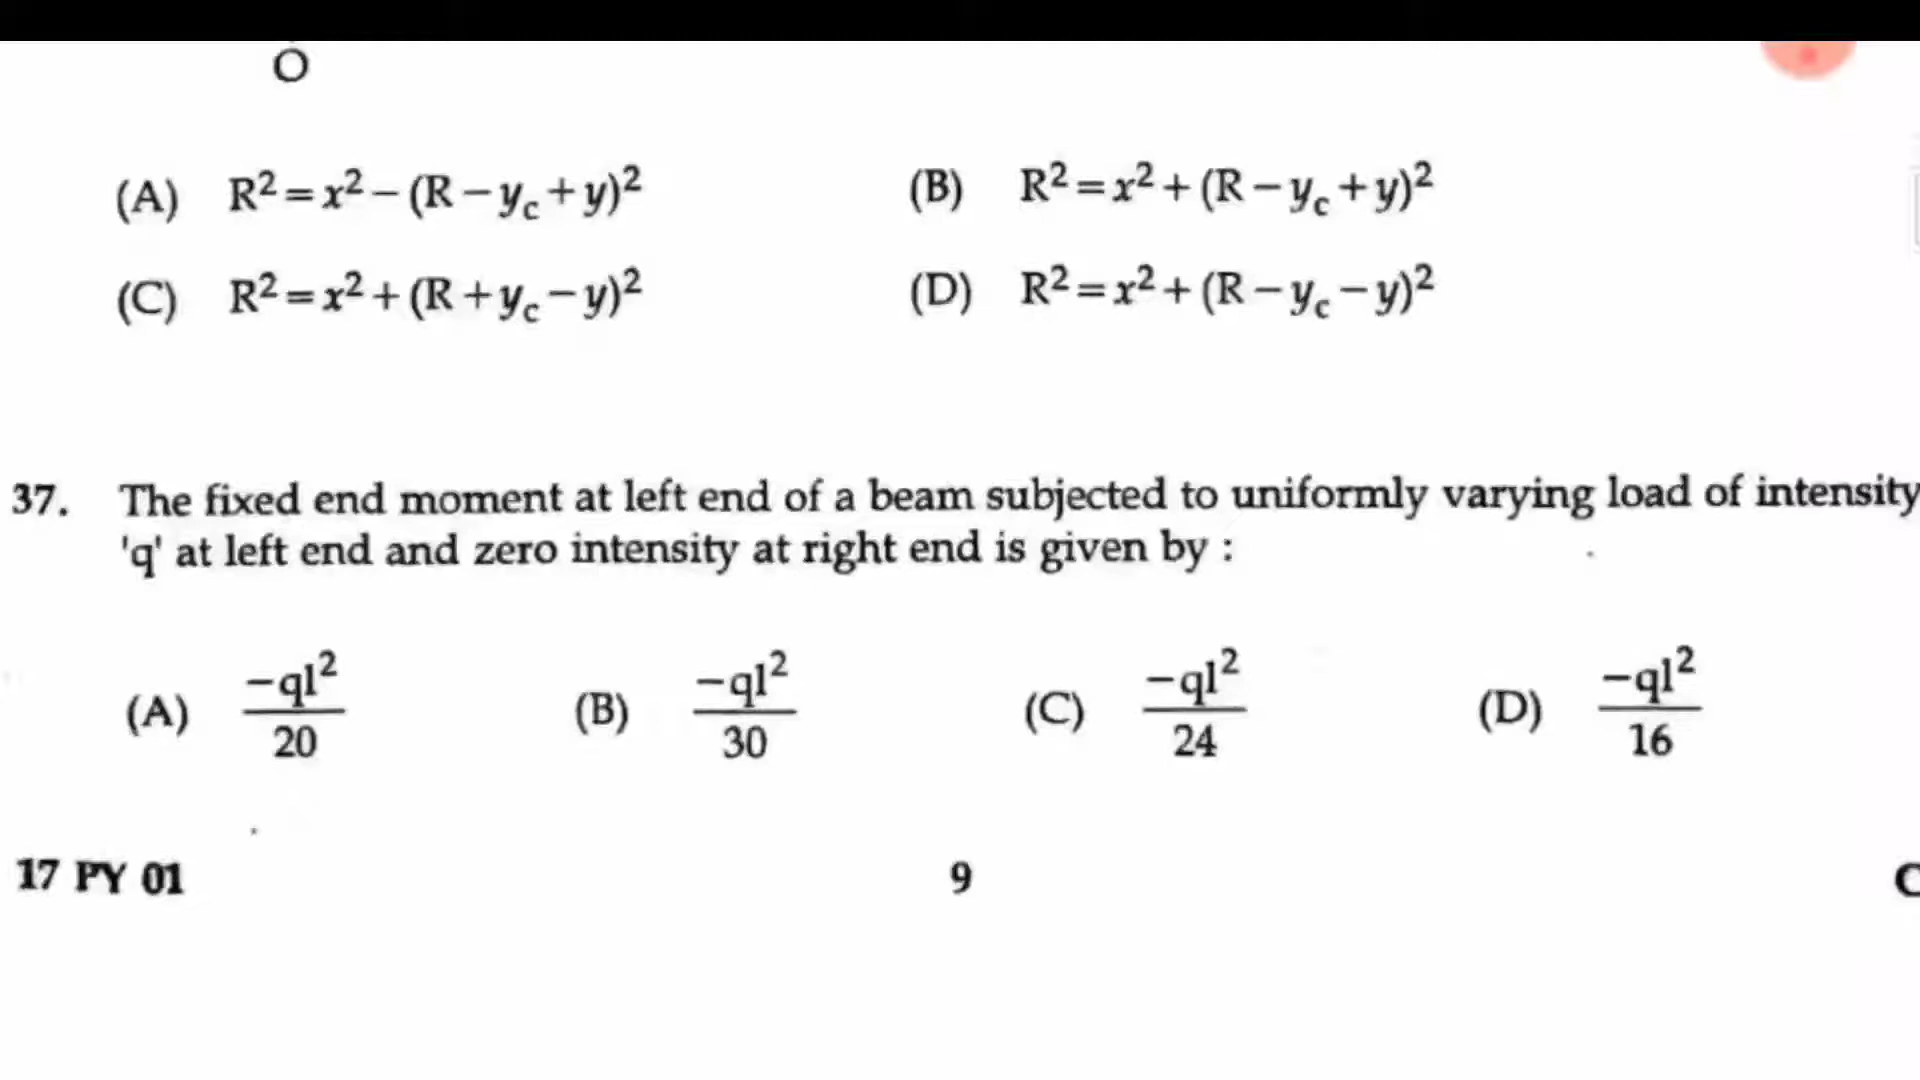 O
(A) R²=x²−(R−y꜀+y)² (B) R²=x²+(R−y꜀+y)²
(C) R²=x²+(R+y꜀−y)² (D) R²=x²+(R−y꜀−y)²
37. The fixed end moment at left end of a beam subjected to uniformly varying load of intensity
'q' at left end and zero intensity at right end is given by :
(A) −ql²/20 (B) −ql²/30 (C) −ql²/24 (D) −ql²/16
17 PY 01 9 C